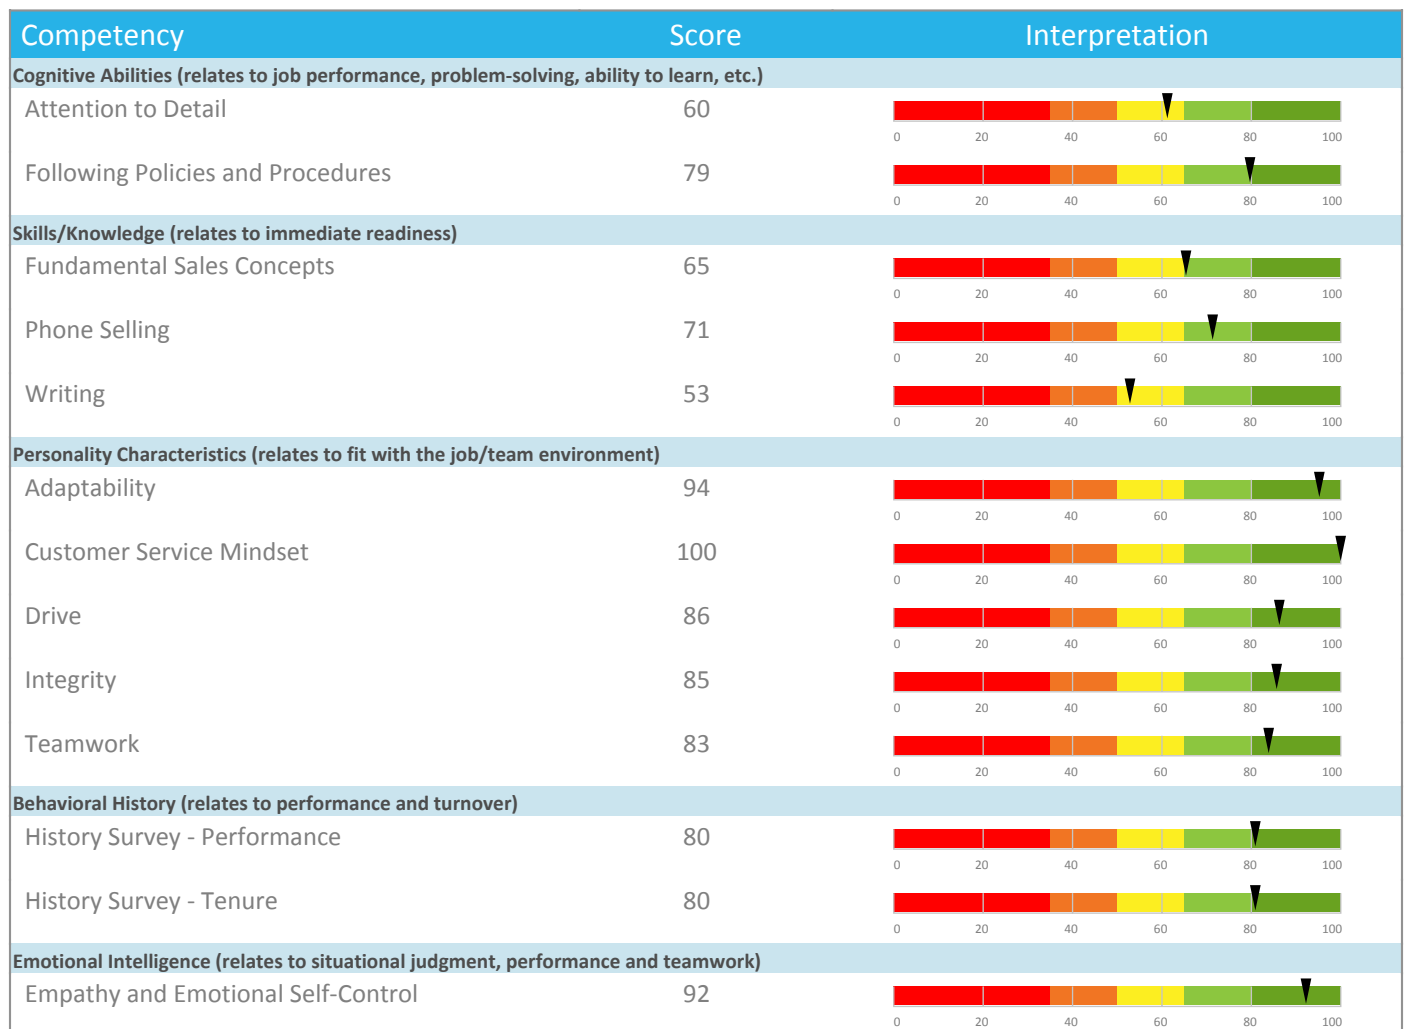 Competency Score Interpretation
Cognitive Abilities (relates to job performance, problem-solving, ability to learn, etc.)
Attention to Detail 60
0 20 40 60 80 100
Following Policies and Procedures 79
0 20 40 60 80 100
Skills/Knowledge (relates to immediate readiness)
Fundamental Sales Concepts 65
0 20 40 60 80 100
Phone Selling 71
0 20 40 60 80 100
Writing 53
0 20 40 60 80 100
Personality Characteristics (relates to fit with the job/team environment)
Adaptability 94
0 20 40 60 80 100
Customer Service Mindset 100
0 20 40 60 80 100
Drive 86
0 20 40 60 80 100
Integrity 85
0 20 40 60 80 100
Teamwork 83
0 20 40 60 80 100
Behavioral History (relates to performance and turnover)
History Survey - Performance 80
0 20 40 60 80 100
History Survey - Tenure 80
0 20 40 60 80 100
Emotional Intelligence (relates to situational judgment, performance and teamwork)
Empathy and Emotional Self-Control 92
0 20 40 60 80 100